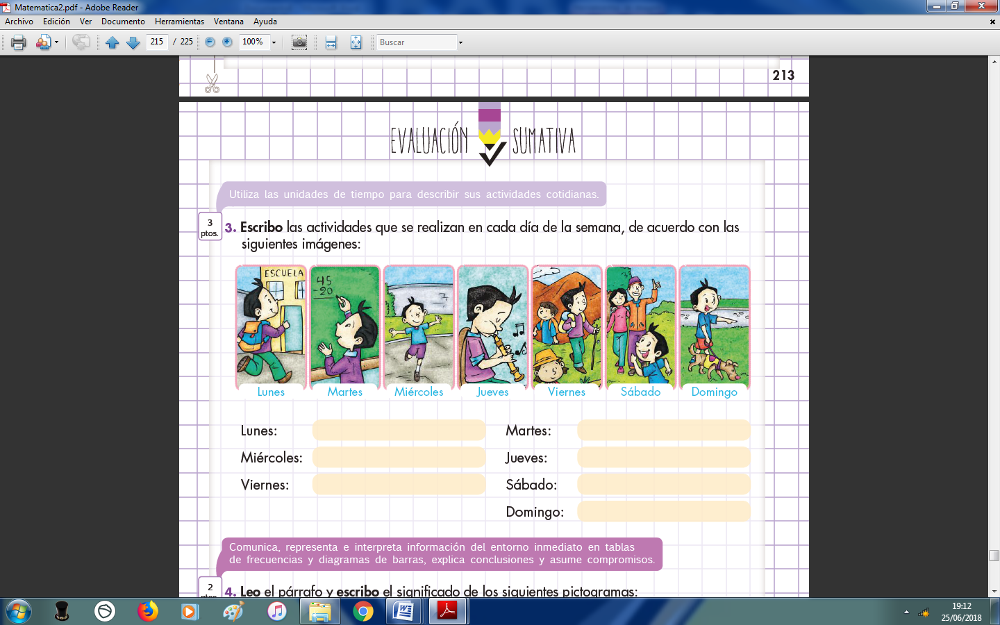 Matematica2.pdf - Adobe Reader
Archivo Edición Ver Documento Herramientas Ventana Ayuda
215 / 225 100% Buscar
213
EVALUACIÓN SUMATIVA
Utiliza las unidades de tiempo para describir sus actividades cotidianas.
3 ptos.
3. Escribo las actividades que se realizan en cada día de la semana, de acuerdo con las
siguientes imágenes:
ESCUELA
45
-20
Lunes Martes Miércoles Jueves Viernes Sábado Domingo
Lunes: Martes:
Miércoles: Jueves:
Viernes: Sábado:
Domingo:
Comunica, representa e interpreta información del entorno inmediato en tablas
de frecuencias y diagramas de barras, explica conclusiones y asume compromisos.
2 ptos.
4. Leo el párrafo y escribo el significado de los siguientes pictogramas:
19:12
25/06/2018